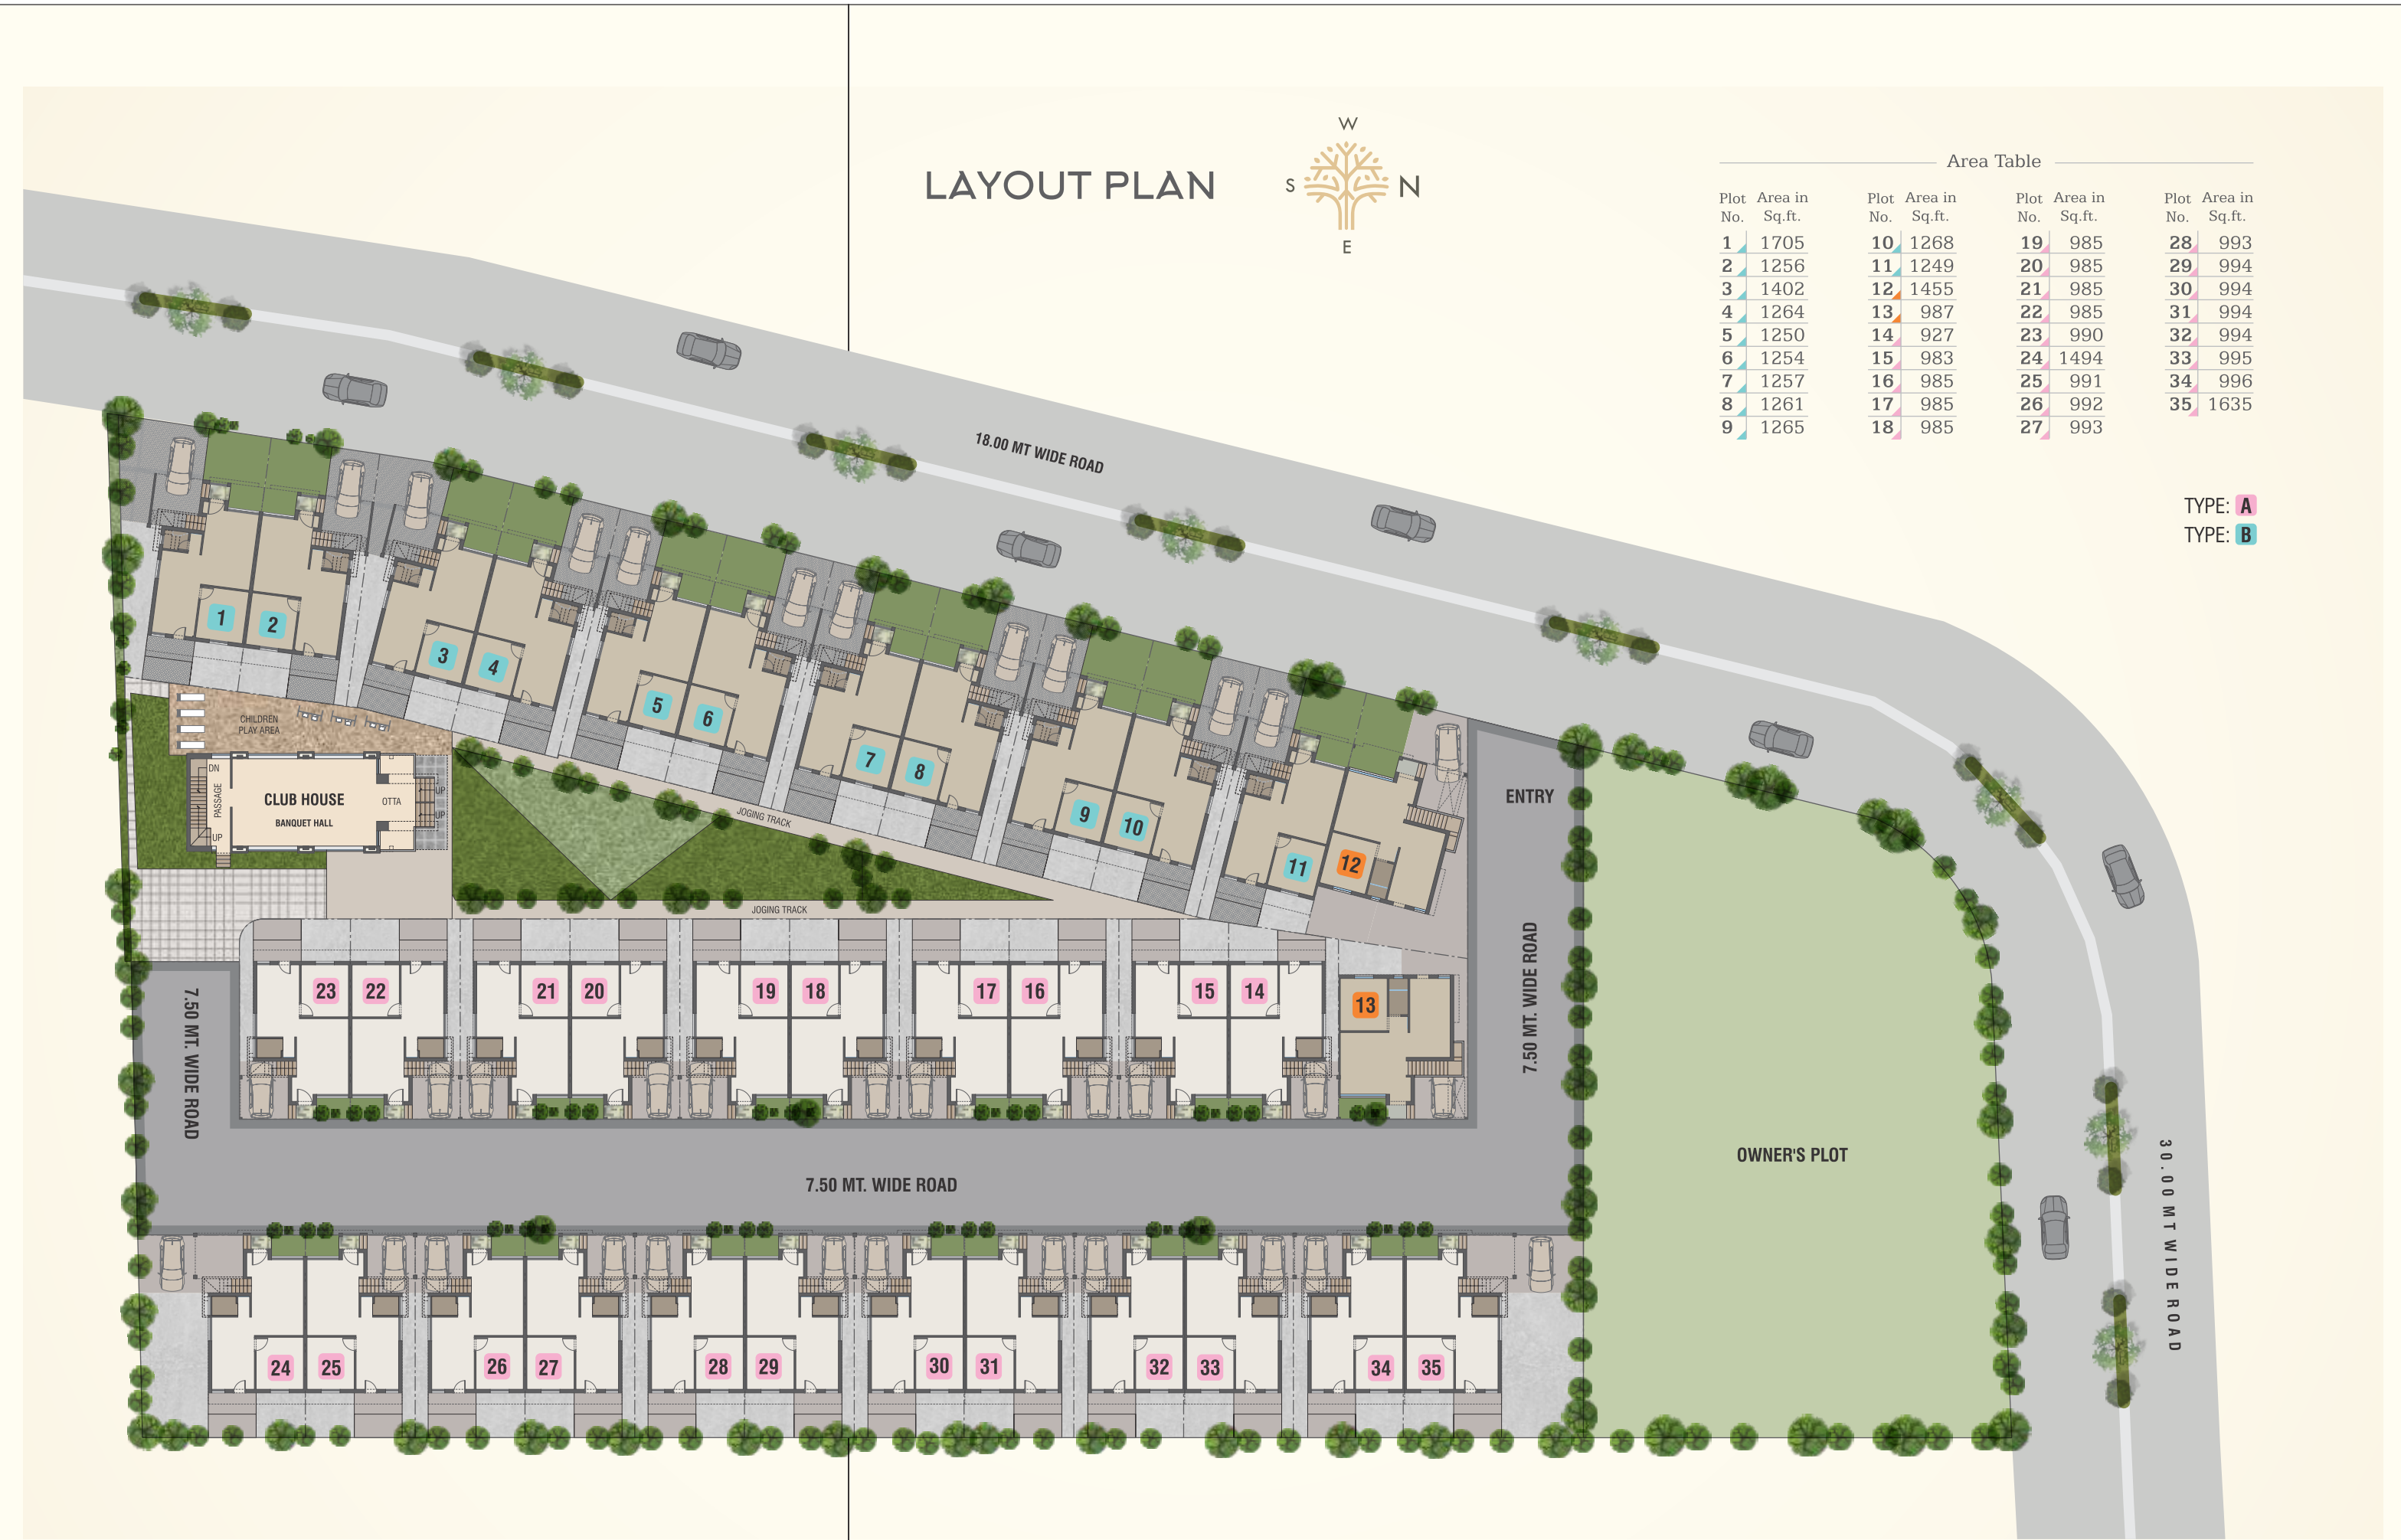 LAYOUT PLAN
W
S
N
E
Area Table
Plot No. Area in Sq.ft. Plot No. Area in Sq.ft. Plot No. Area in Sq.ft. Plot No. Area in Sq.ft.
1 1705 10 1268 19 985 28 993
2 1256 11 1249 20 985 29 994
3 1402 12 1455 21 985 30 994
4 1264 13 987 22 985 31 994
5 1250 14 927 23 990 32 994
6 1254 15 983 24 1494 33 995
7 1257 16 985 25 991 34 996
8 1261 17 985 26 992 35 1635
9 1265 18 985 27 993
TYPE: A
TYPE: B
18.00 MT WIDE ROAD
1 2
3 4
5 6
7 8
9 10
11 12
CHILDREN
PLAY AREA
DN
PASSAGE
UP
CLUB HOUSE
BANQUET HALL
OTTA
UP
UP
JOGING TRACK
JOGING TRACK
ENTRY
7.50 MT. WIDE ROAD
23 22 21 20 19 18 17 16 15 14 13
7.50 MT. WIDE ROAD
7.50 MT. WIDE ROAD
OWNER'S PLOT
30.00 MT WIDE ROAD
24 25 26 27 28 29 30 31 32 33 34 35